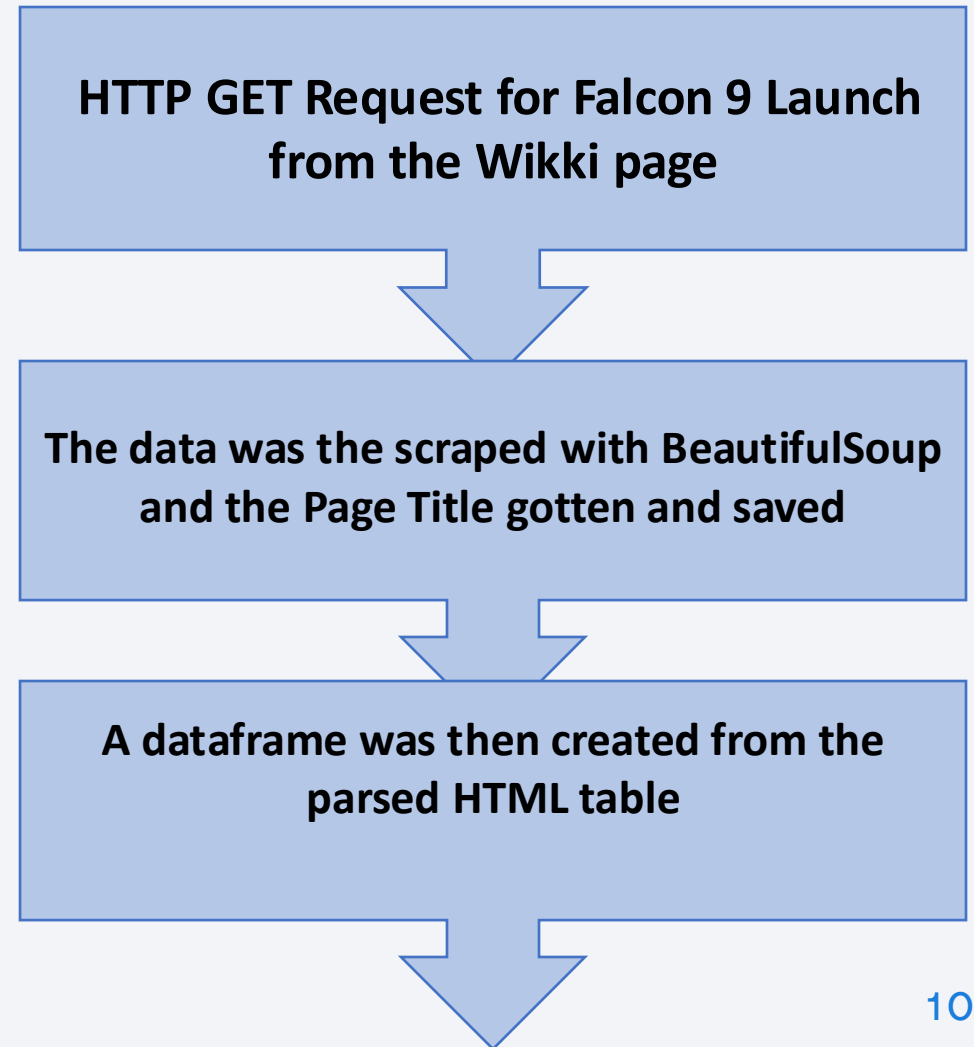 HTTP GET Request for Falcon 9 Launch
from the Wikki page
The data was the scraped with BeautifulSoup
and the Page Title gotten and saved
A dataframe was then created from the
parsed HTML table
10